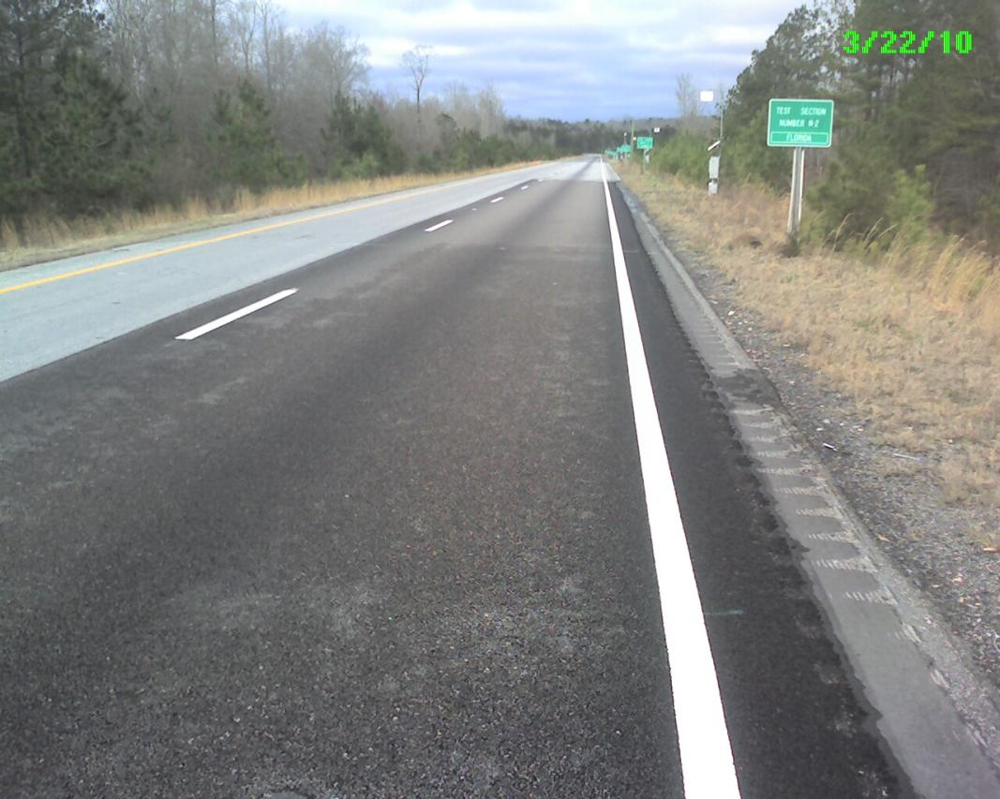 3/22/10
TEST SECTION
NUMBER N-2
FLORIDA